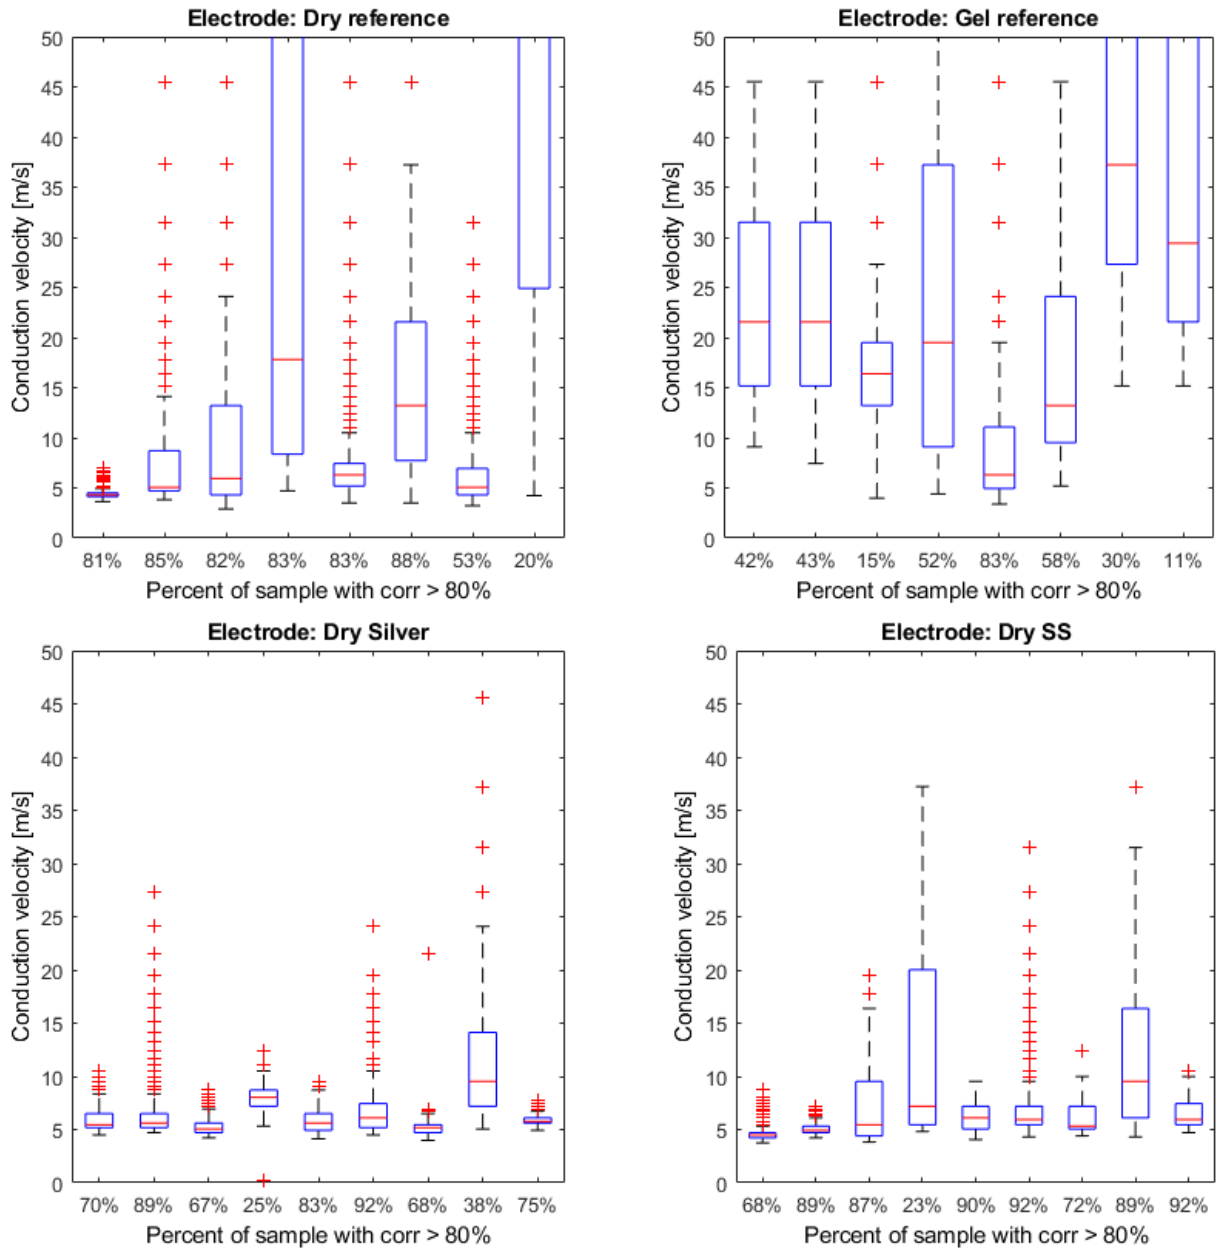 Electrode: Dry reference
50
45
40
35
30
25
20
15
10
5
0
Conduction velocity [m/s]
81% 85% 82% 83% 83% 88% 53% 20%
Percent of sample with corr > 80%
Electrode: Gel reference
50
45
40
35
30
25
20
15
10
5
0
Conduction velocity [m/s]
42% 43% 15% 52% 83% 58% 30% 11%
Percent of sample with corr > 80%
Electrode: Dry Silver
50
45
40
35
30
25
20
15
10
5
0
Conduction velocity [m/s]
70% 89% 67% 25% 83% 92% 68% 38% 75%
Percent of sample with corr > 80%
Electrode: Dry SS
50
45
40
35
30
25
20
15
10
5
0
Conduction velocity [m/s]
68% 89% 87% 23% 90% 92% 72% 89% 92%
Percent of sample with corr > 80%